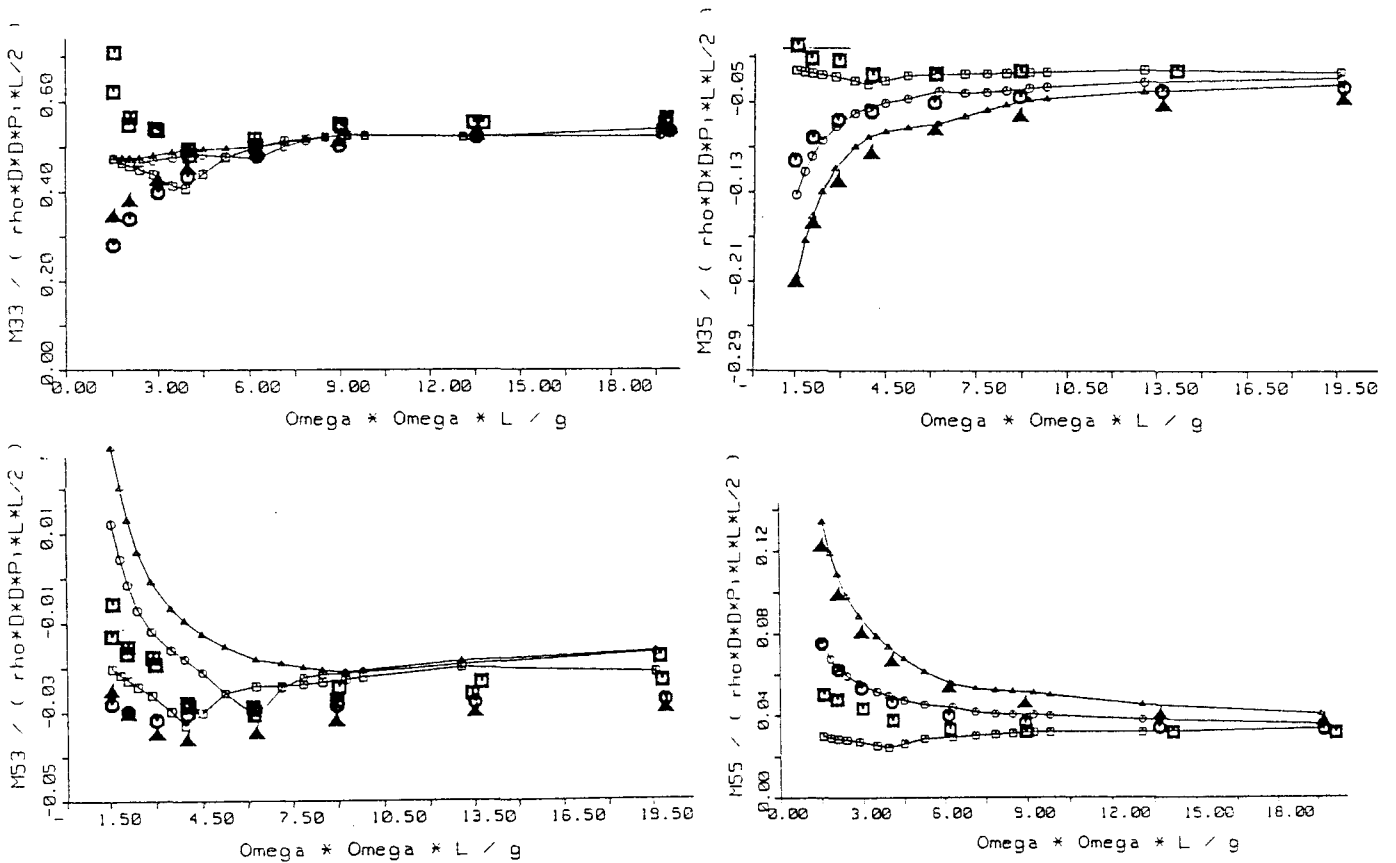 M33 / ( rho*D*D*Pi*L/2 )
0.60
0.40
0.20
0.00
0.00 3.00 6.00 9.00 12.00 15.00 18.00
Omega * Omega * L / g
M35 / ( rho*D*D*Pi*L*L/2 )
-0.05
-0.13
-0.21
-0.29
1.50 4.50 7.50 10.50 13.50 16.50 19.50
Omega * Omega * L / g
M53 / ( rho*D*D*Pi*L*L/2 )
0.01
-0.01
-0.03
-0.05
1.50 4.50 7.50 10.50 13.50 16.50 19.50
Omega * Omega * L / g
M55 / ( rho*D*D*Pi*L*L*L/2 )
0.12
0.08
0.04
0.00
0.00 3.00 6.00 9.00 12.00 15.00 18.00
Omega * Omega * L / g